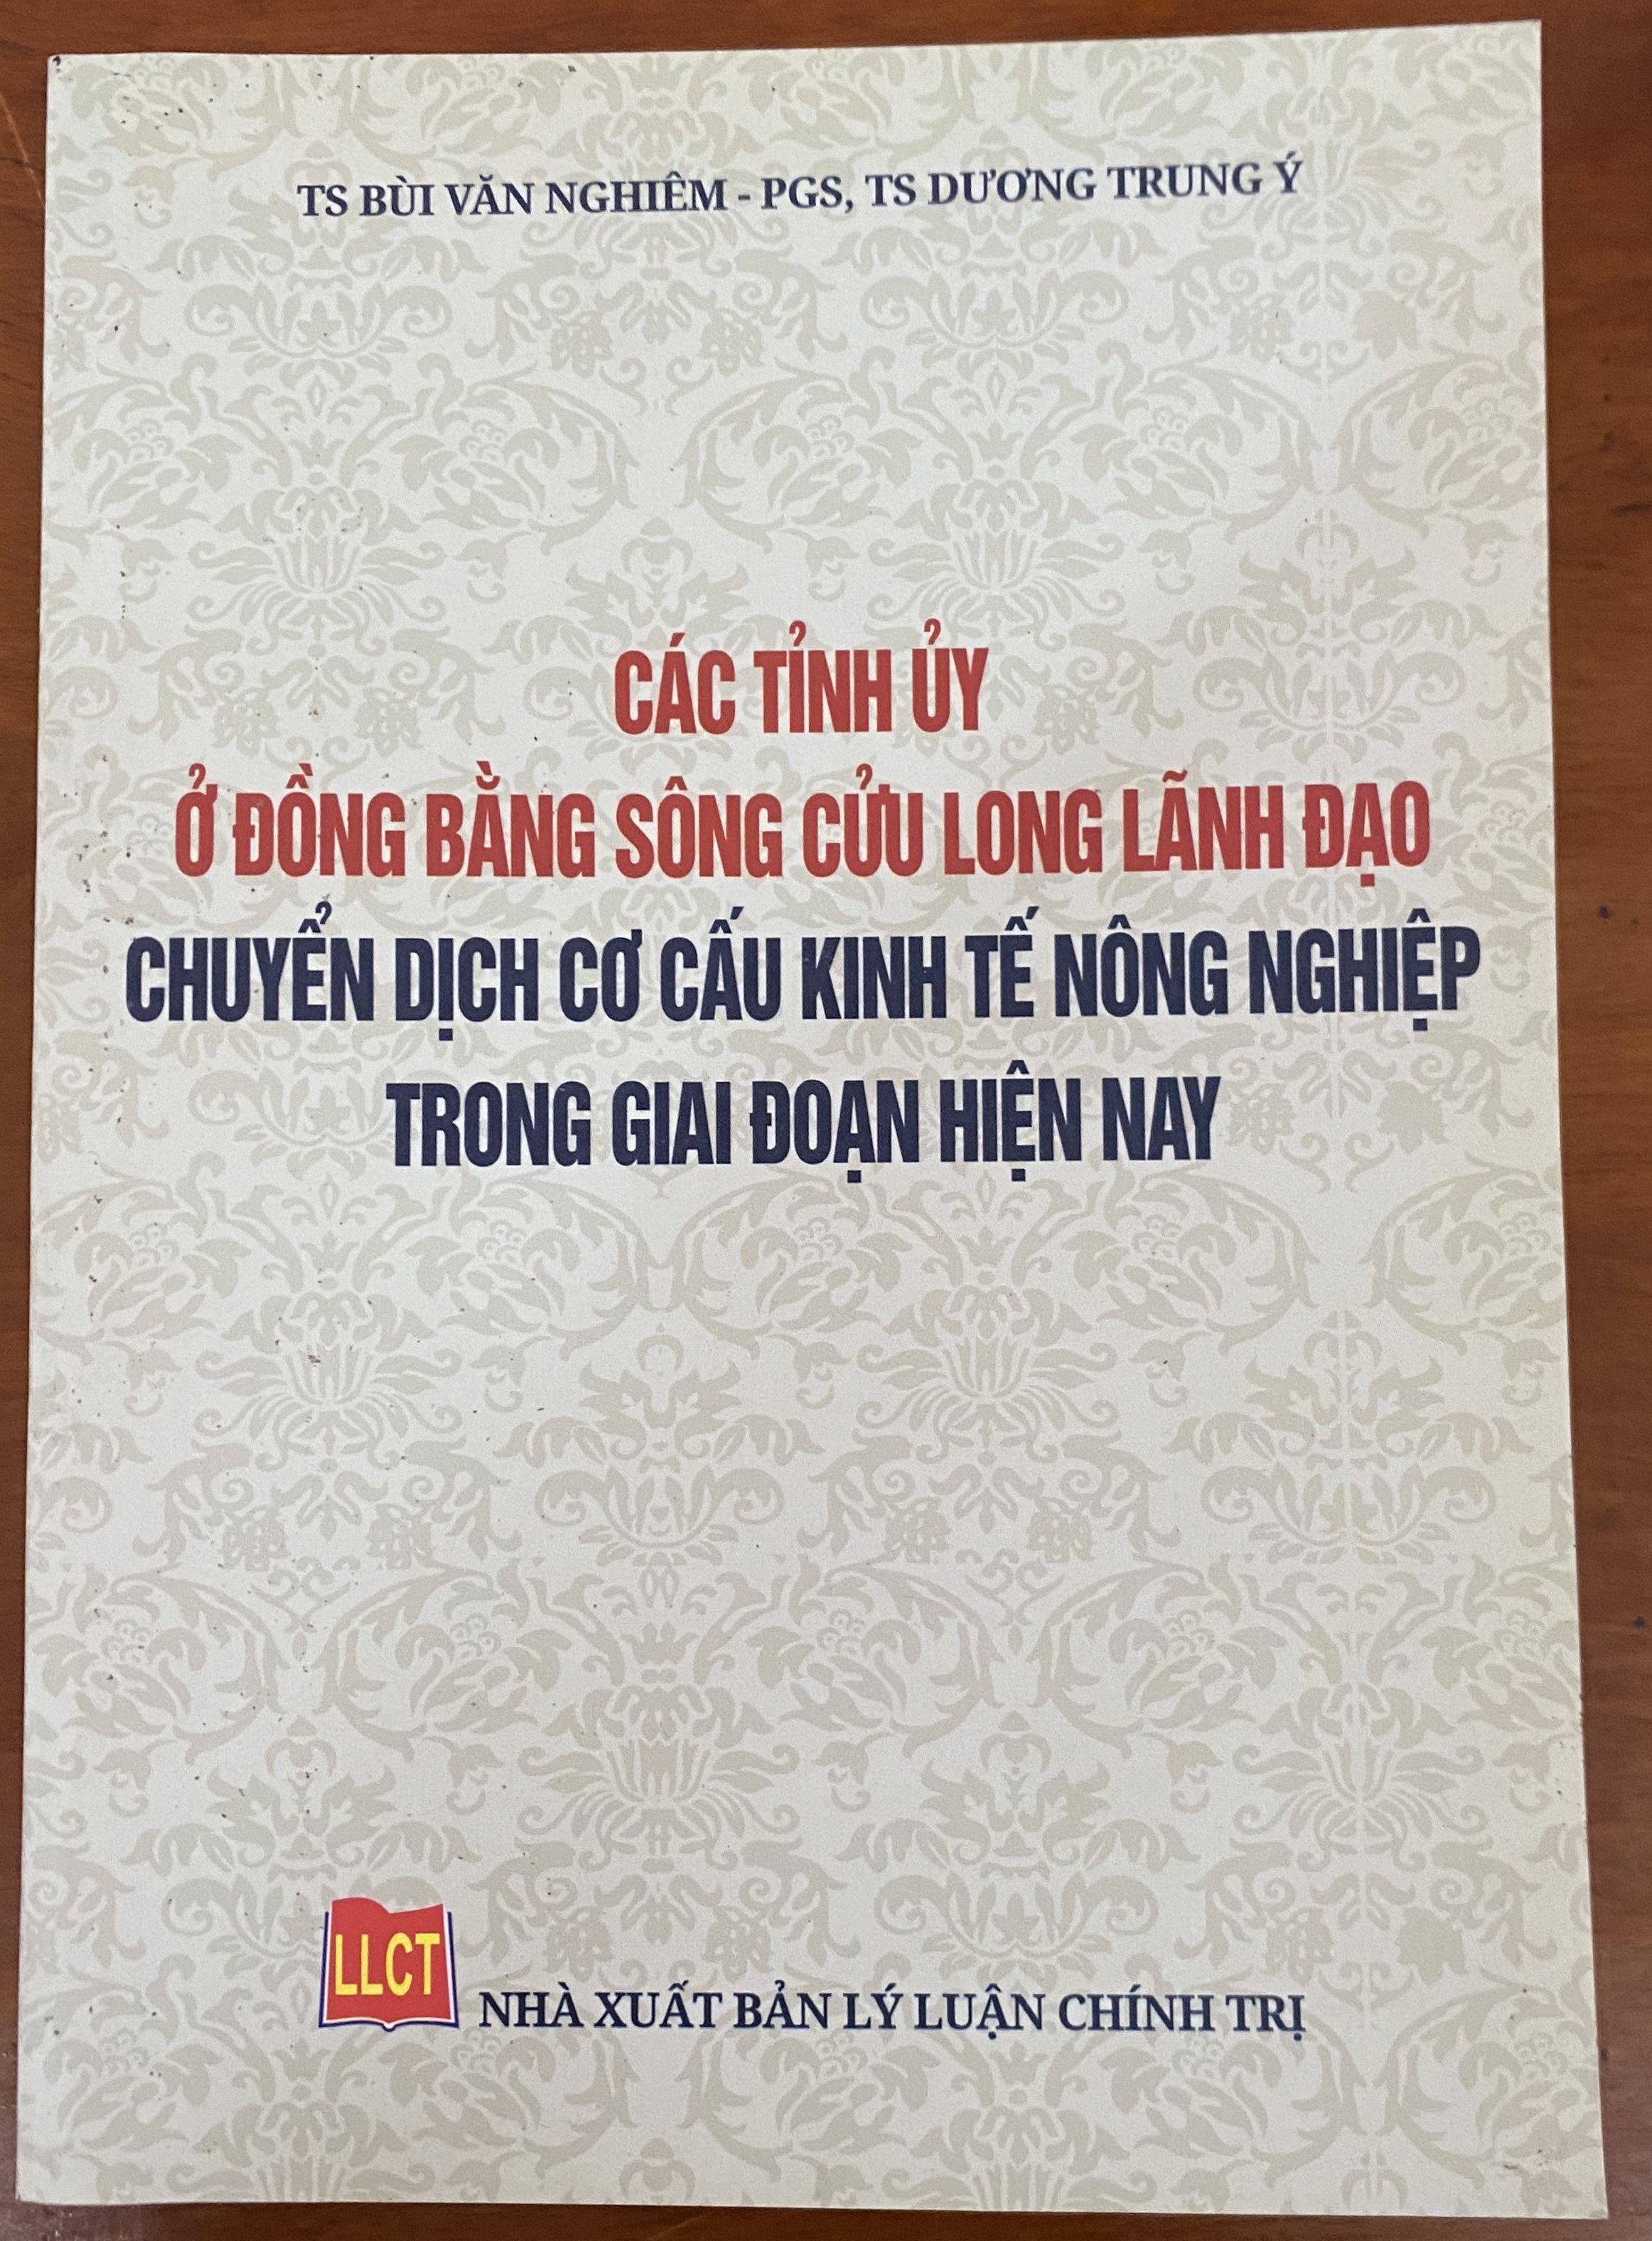 TS BÙI VĂN NGHIÊM - PGS, TS DƯƠNG TRUNG Ý
CÁC TỈNH ỦY
Ở ĐỒNG BẰNG SÔNG CỬU LONG LÃNH ĐẠO
CHUYỂN DỊCH CƠ CẤU KINH TẾ NÔNG NGHIỆP
TRONG GIAI ĐOẠN HIỆN NAY
LLCT
NHÀ XUẤT BẢN LÝ LUẬN CHÍNH TRỊ